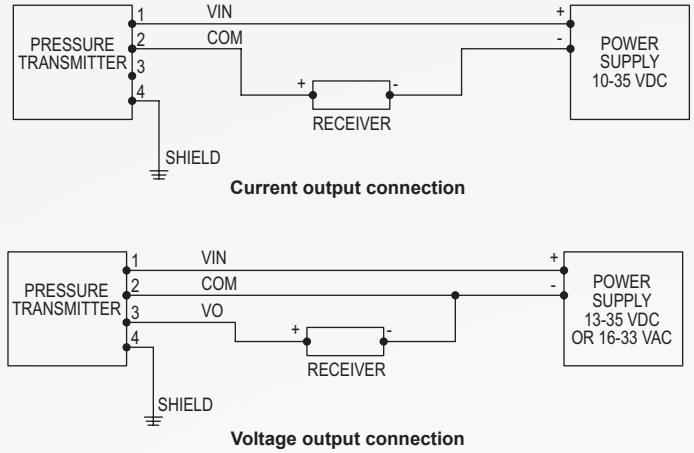 1 VIN +
PRESSURE
TRANSMITTER
2 COM -
3
4
+ -
RECEIVER
POWER
SUPPLY
10-35 VDC
SHIELD
Current output connection
1 VIN +
PRESSURE
TRANSMITTER
2 COM -
3 VO
4
+ -
RECEIVER
POWER
SUPPLY
13-35 VDC
OR 16-33 VAC
SHIELD
Voltage output connection